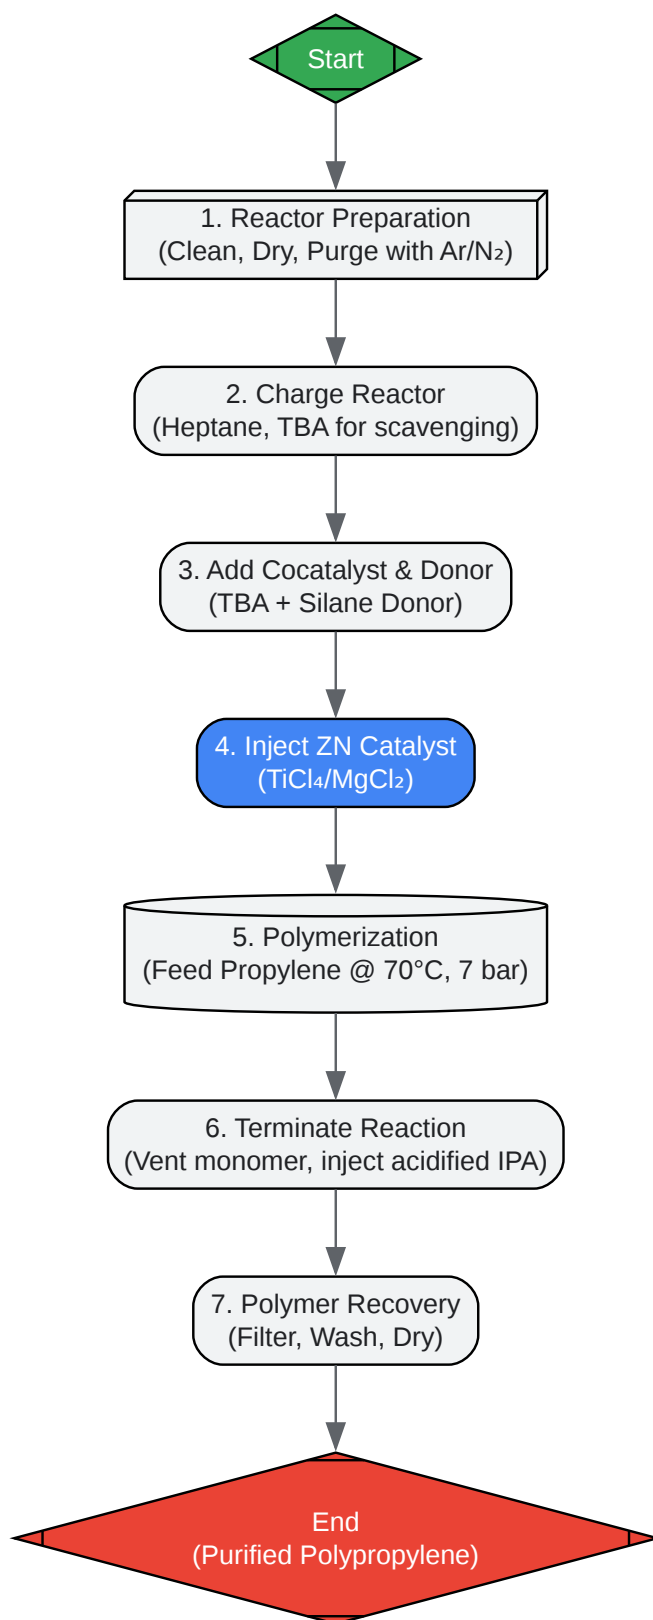 Start
1. Reactor Preparation
(Clean, Dry, Purge with Ar/N₂)
2. Charge Reactor
(Heptane, TBA for scavenging)
3. Add Cocatalyst & Donor
(TBA + Silane Donor)
4. Inject ZN Catalyst
(TiCl₄/MgCl₂)
5. Polymerization
(Feed Propylene @ 70°C, 7 bar)
6. Terminate Reaction
(Vent monomer, inject acidified IPA)
7. Polymer Recovery
(Filter, Wash, Dry)
End
(Purified Polypropylene)